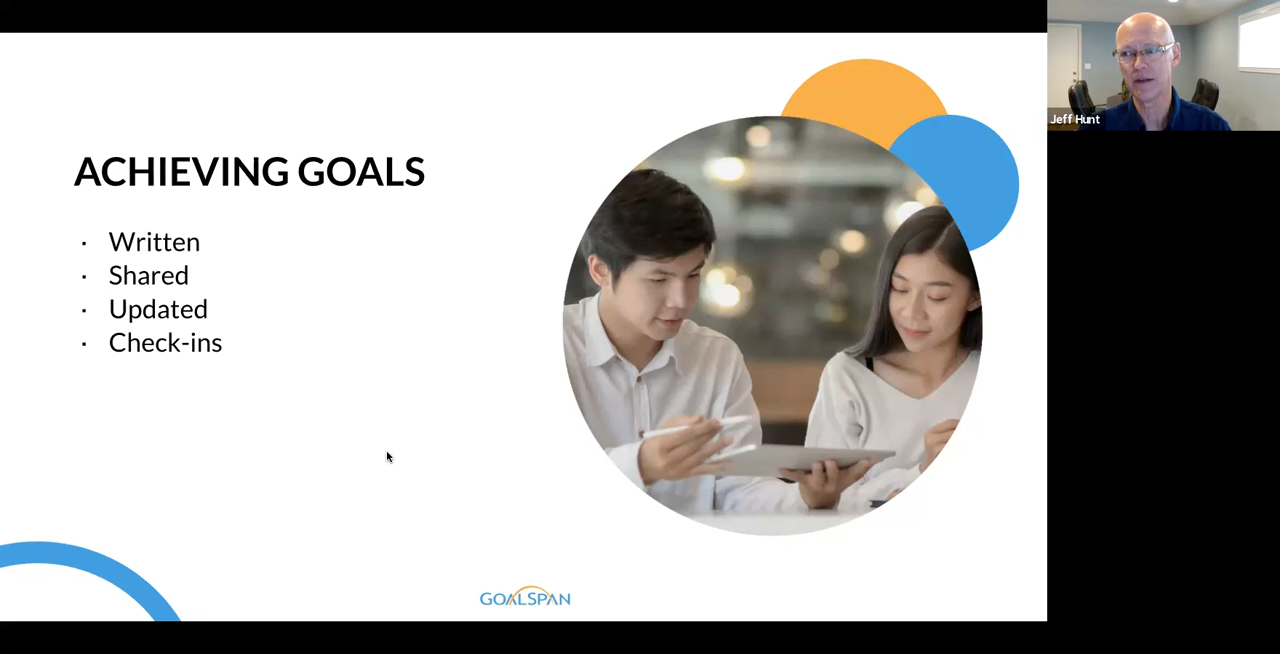 ACHIEVING GOALS
· Written
· Shared
· Updated
· Check-ins
GOALSPAN
Jeff Hunt